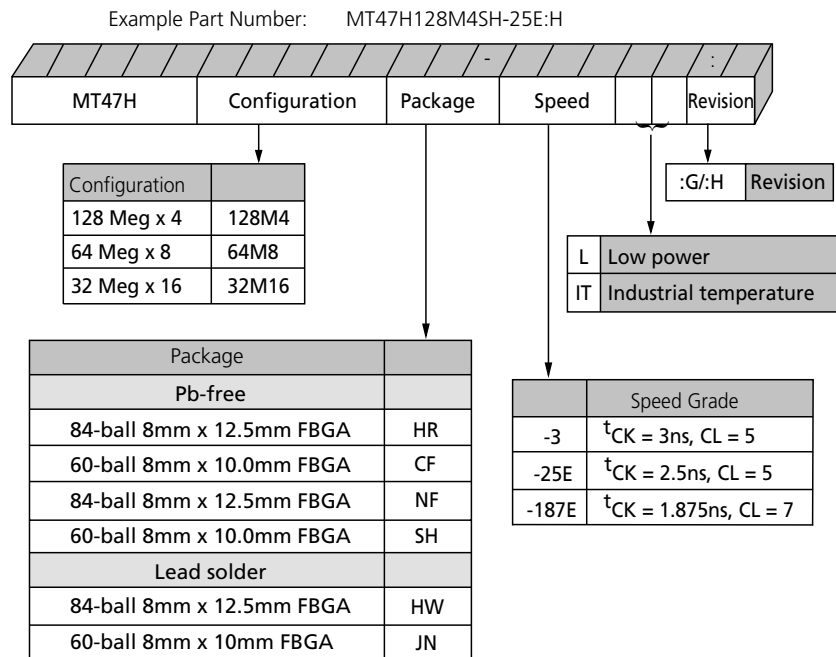 Example Part Number: MT47H128M4SH-25E:H
- :
MT47H Configuration Package Speed Revision
Configuration
128 Meg x 4 128M4
64 Meg x 8 64M8
32 Meg x 16 32M16
:G/:H Revision
L Low power
IT Industrial temperature
Package
Pb-free
84-ball 8mm x 12.5mm FBGA HR
60-ball 8mm x 10.0mm FBGA CF
84-ball 8mm x 12.5mm FBGA NF
60-ball 8mm x 10.0mm FBGA SH
Lead solder
84-ball 8mm x 12.5mm FBGA HW
60-ball 8mm x 10mm FBGA JN
Speed Grade
-3 tCK = 3ns, CL = 5
-25E tCK = 2.5ns, CL = 5
-187E tCK = 1.875ns, CL = 7